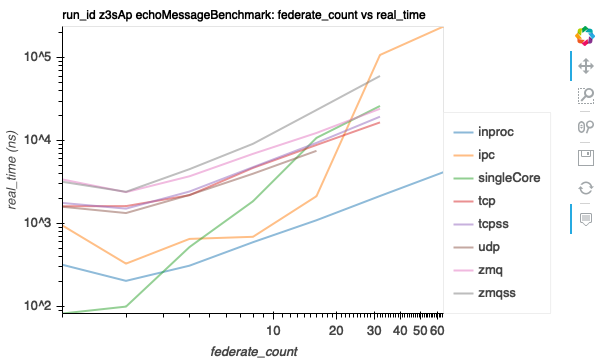 run_id z3sAp echoMessageBenchmark: federate_count vs real_time
real_time (ns)
10^5
10^4
10^3
10^2
10
20
30
40
50
60
federate_count
inproc
ipc
singleCore
tcp
tcpss
udp
zmq
zmqss